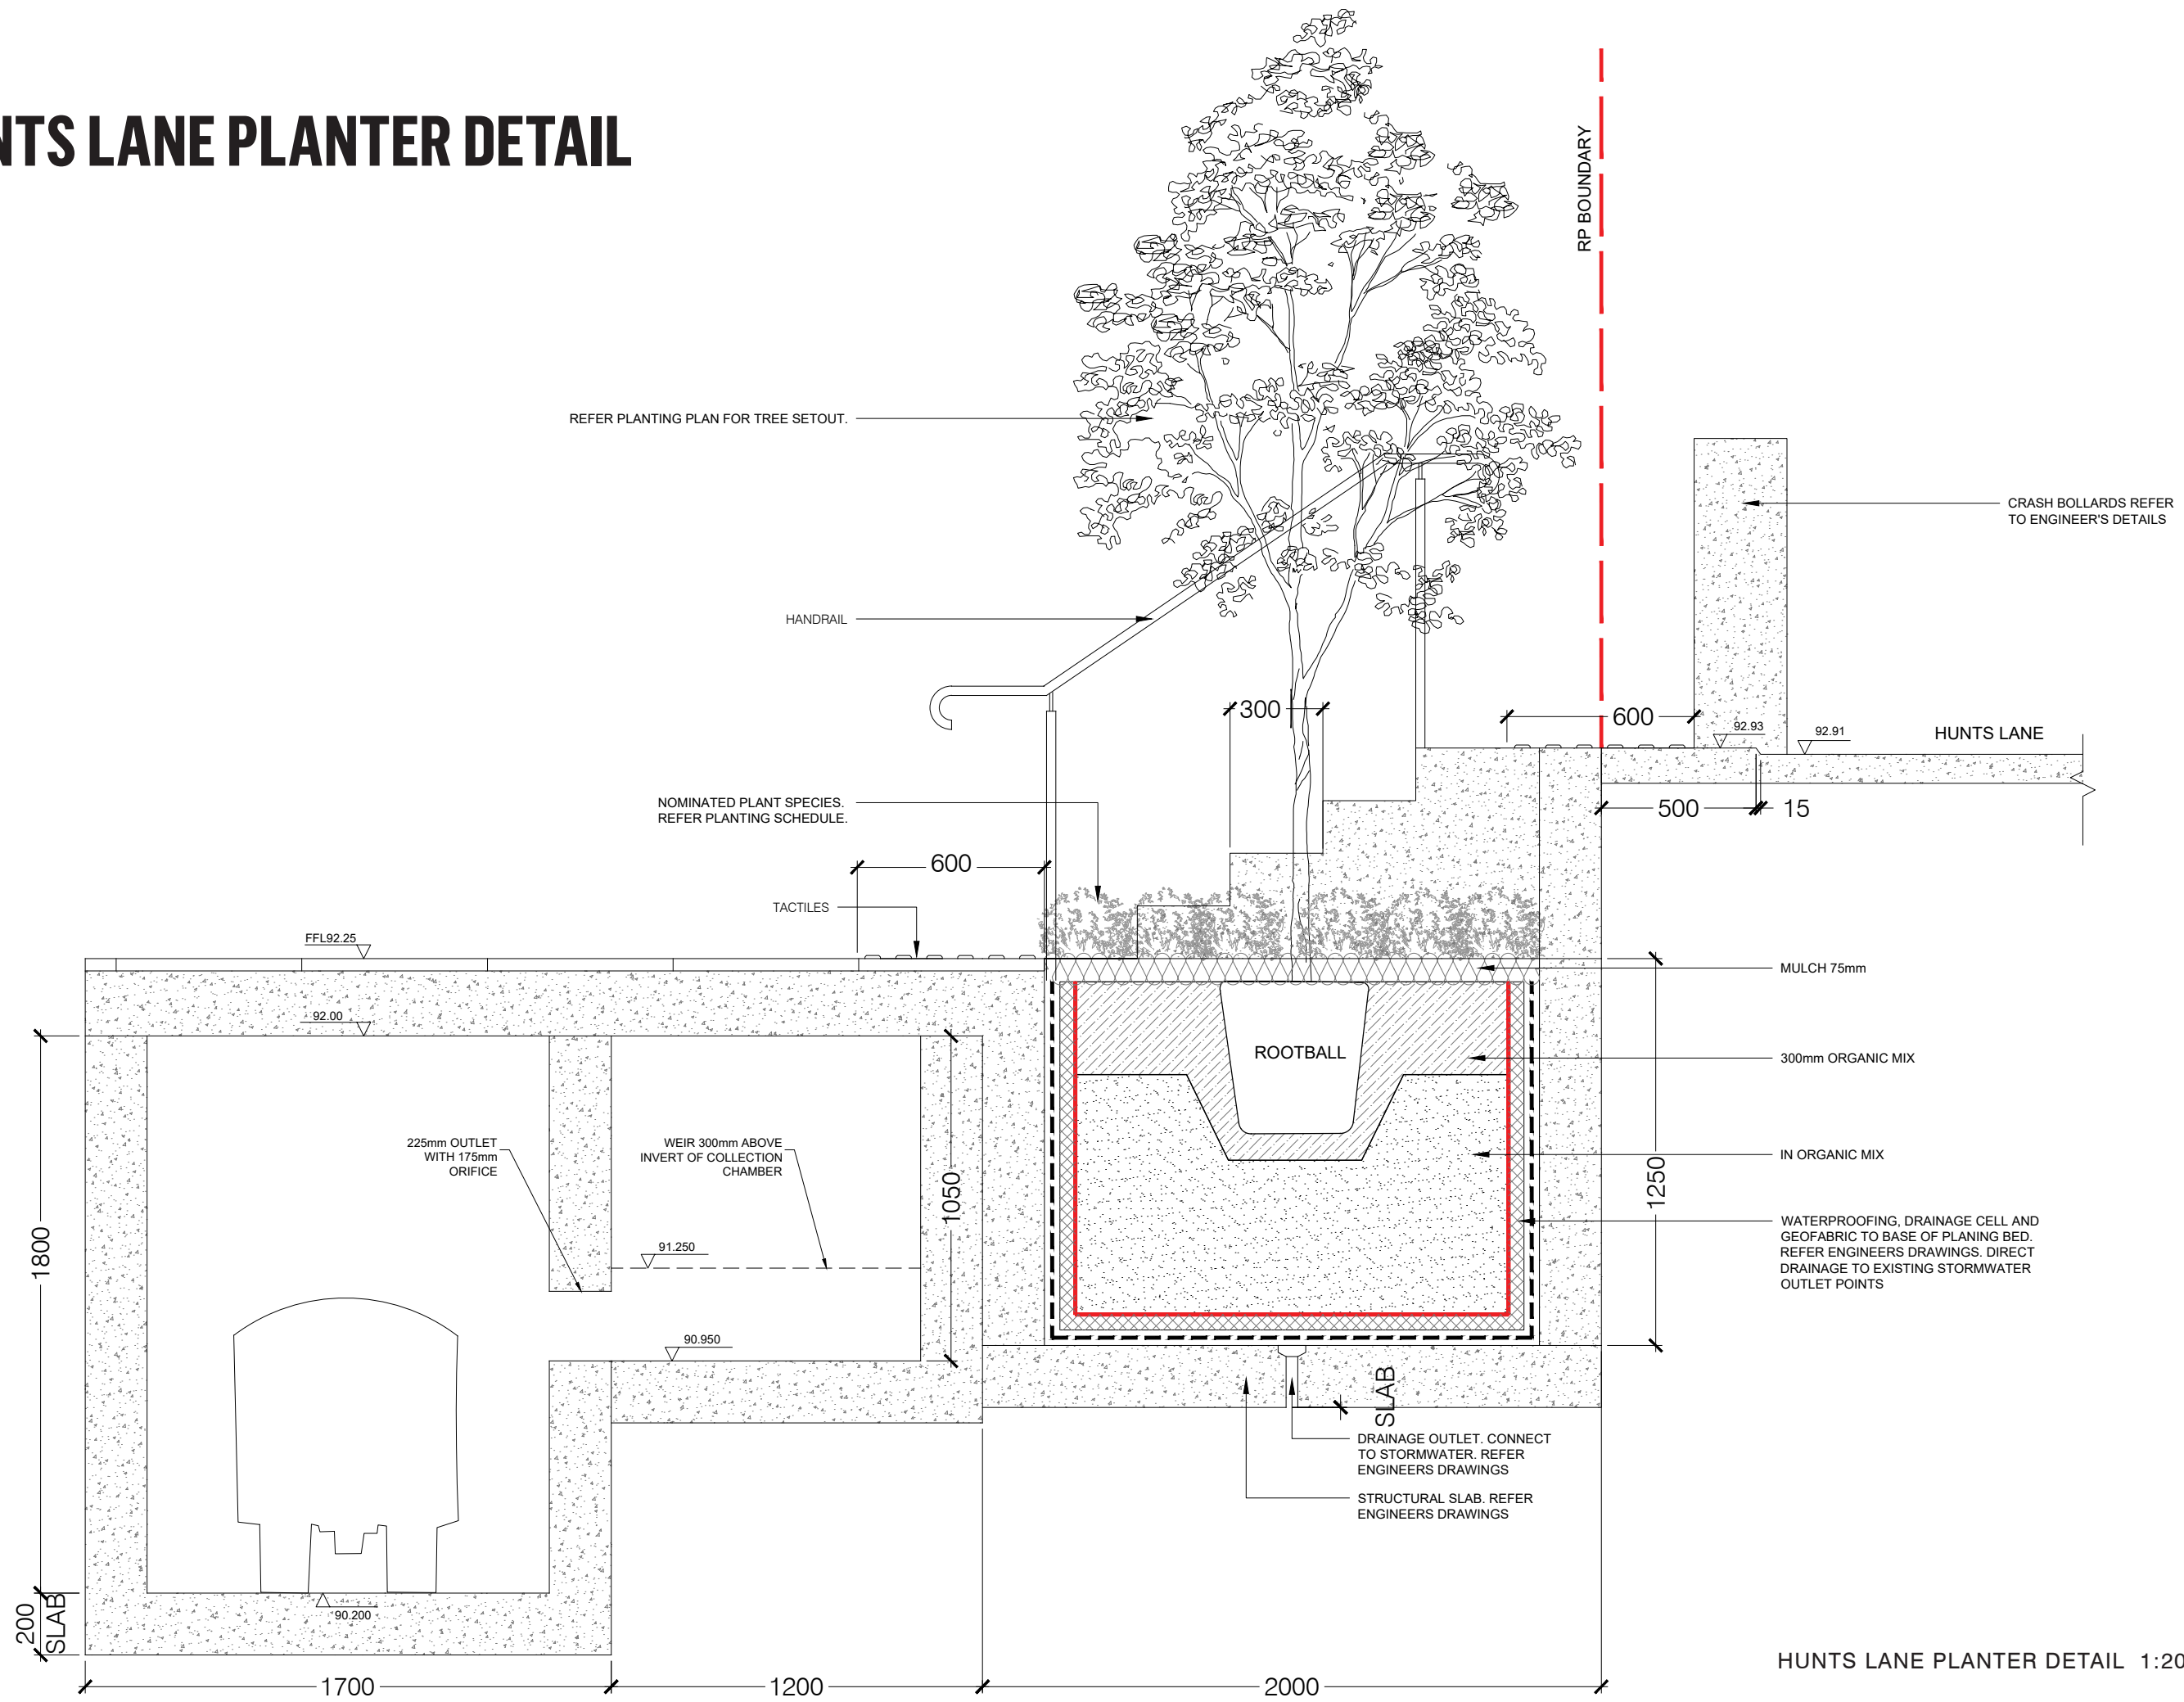 NTS LANE PLANTER DETAIL
RP BOUNDARY
REFER PLANTING PLAN FOR TREE SETOUT.
CRASH BOLLARDS REFER
TO ENGINEER'S DETAILS
HANDRAIL
300
600
92.93
92.91
HUNTS LANE
NOMINATED PLANT SPECIES.
REFER PLANTING SCHEDULE.
500
15
600
TACTILES
FFL92.25
MULCH 75mm
92.00
ROOTBALL
300mm ORGANIC MIX
225mm OUTLET
WITH 175mm
ORIFICE
WEIR 300mm ABOVE
INVERT OF COLLECTION
CHAMBER
IN ORGANIC MIX
1050
1250
1800
91.250
WATERPROOFING, DRAINAGE CELL AND
GEOFABRIC TO BASE OF PLANING BED.
REFER ENGINEERS DRAWINGS. DIRECT
DRAINAGE TO EXISTING STORMWATER
OUTLET POINTS
90.950
SLAB
DRAINAGE OUTLET. CONNECT
TO STORMWATER. REFER
ENGINEERS DRAWINGS
STRUCTURAL SLAB. REFER
ENGINEERS DRAWINGS
200
SLAB
90.200
1700
1200
2000
HUNTS LANE PLANTER DETAIL 1:20